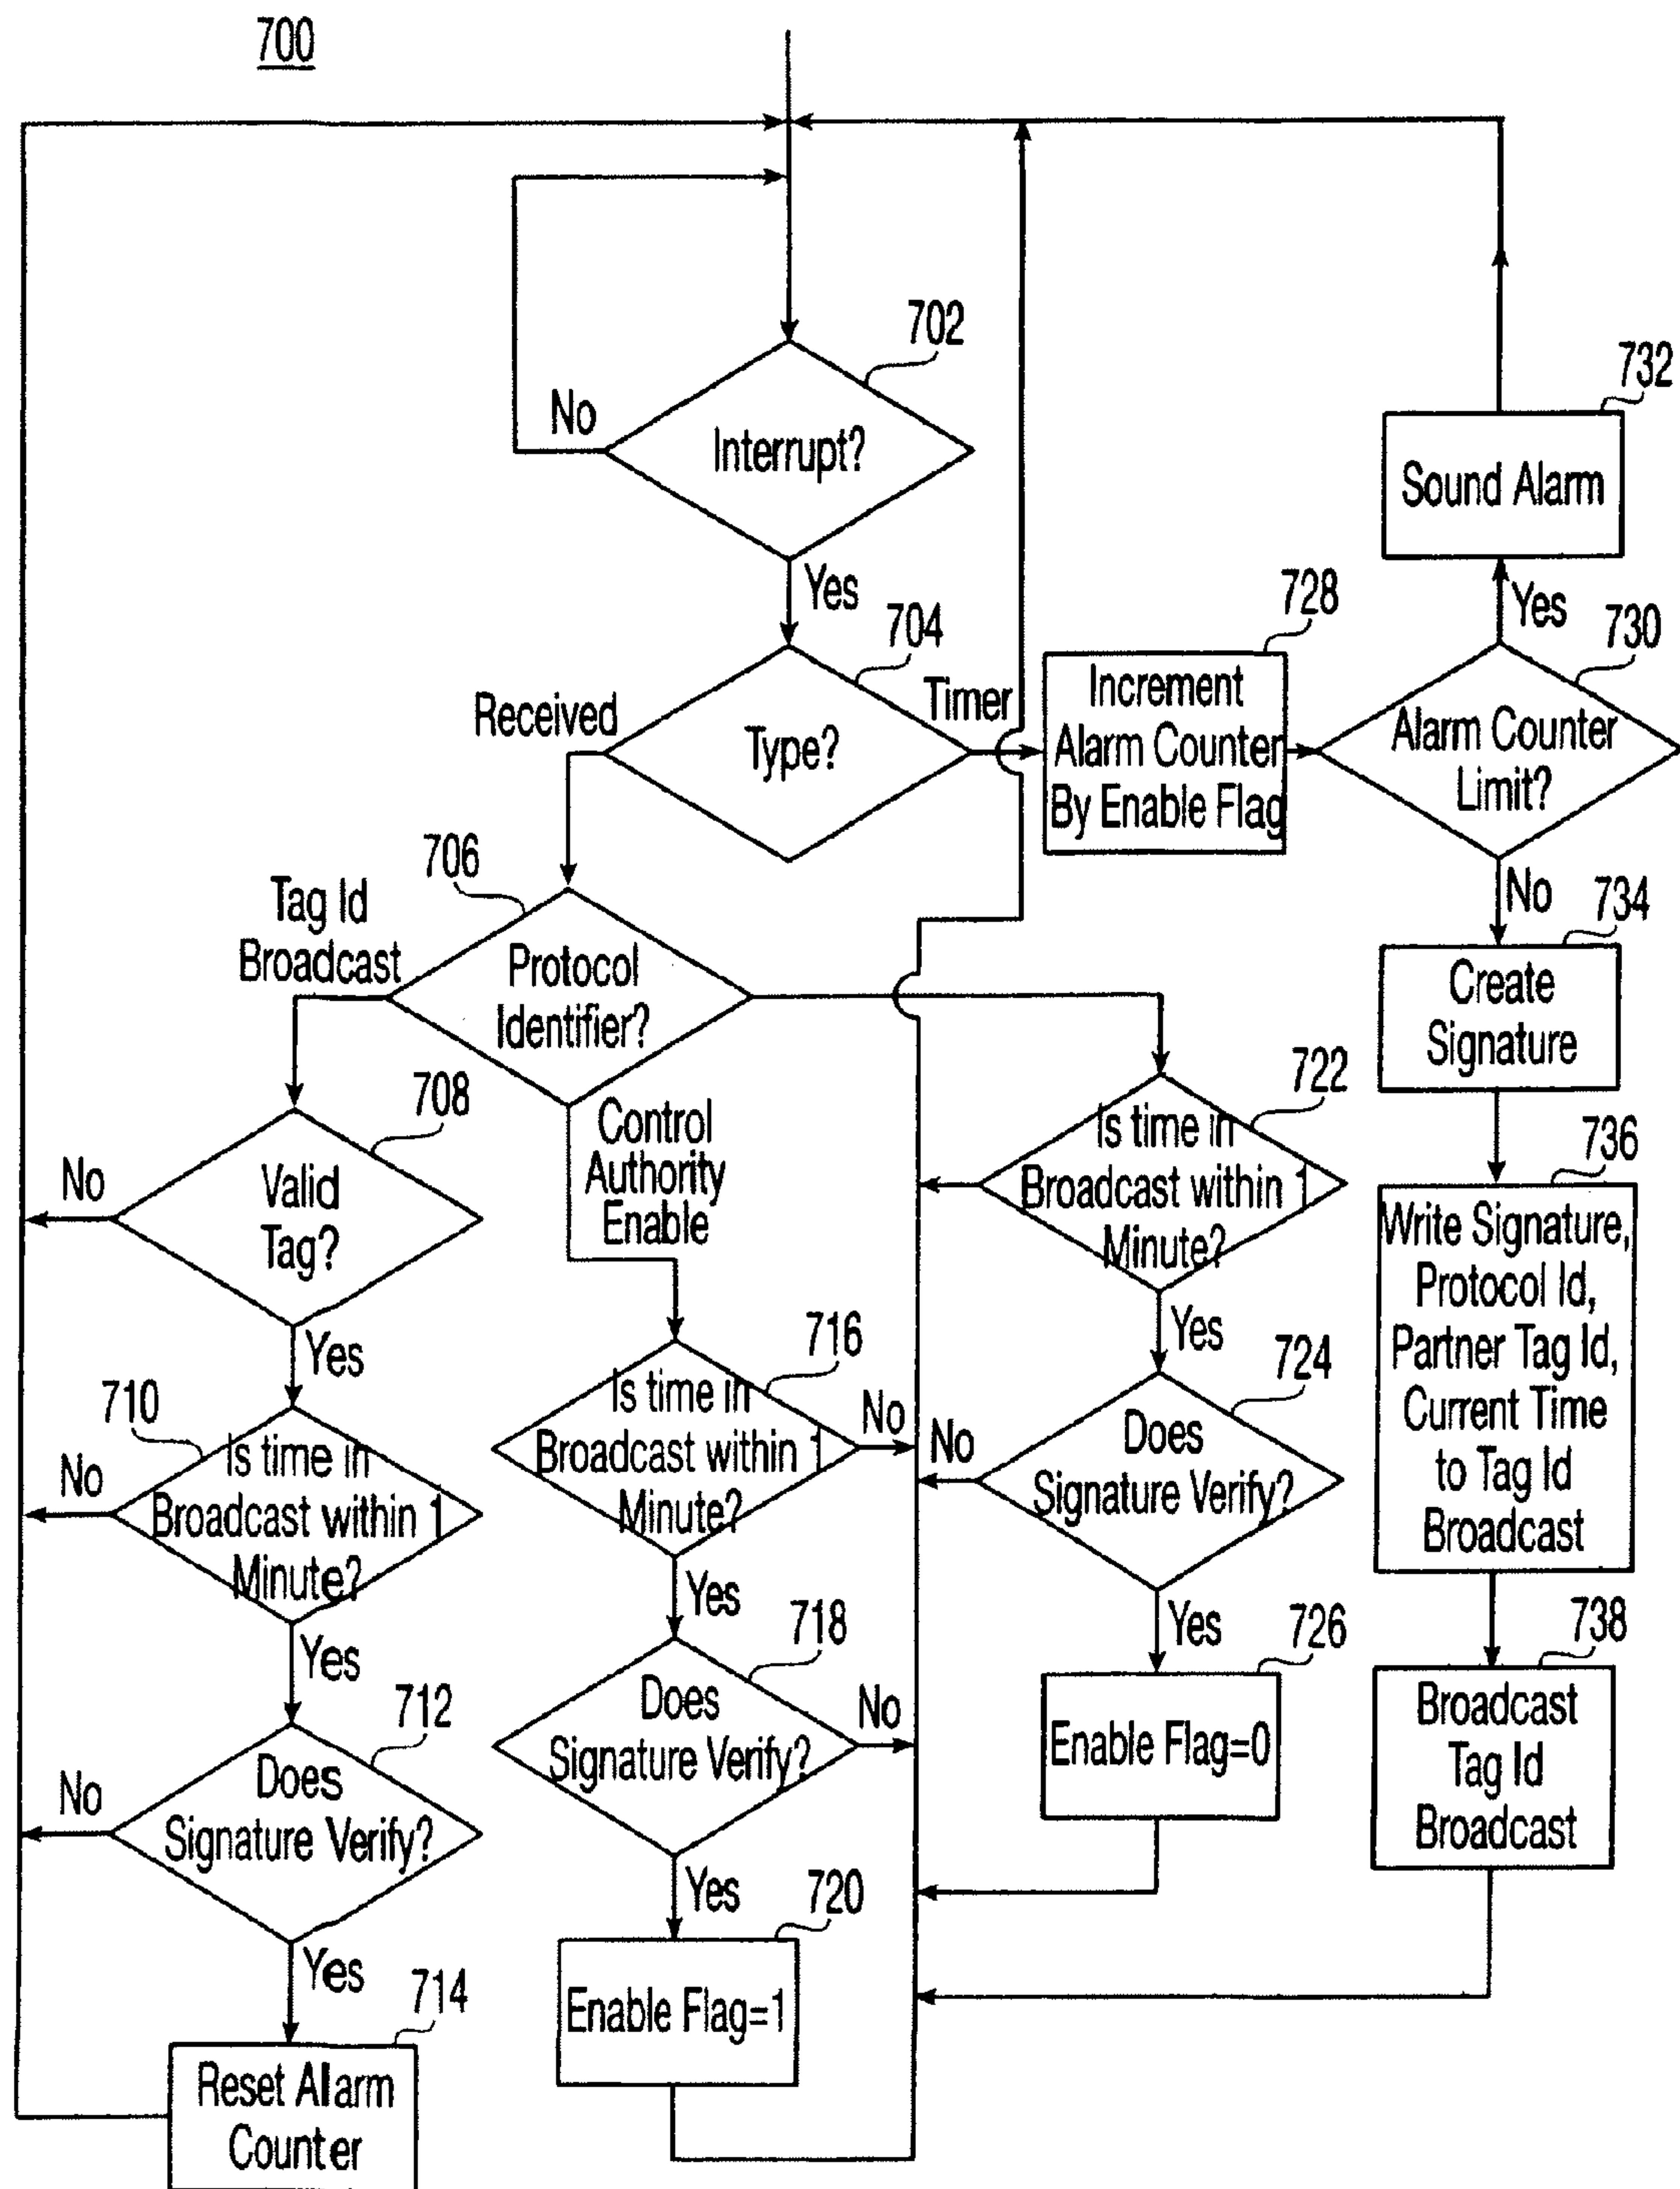 700
702
No
Interrupt?
Yes
732
Sound Alarm
Yes
704
Received
Timer
Type?
728
Increment
Alarm Counter
By Enable Flag
730
Alarm Counter
Limit?
No
706
Tag Id
Broadcast
Protocol
Identifier?
734
Create
Signature
708
No
Valid
Tag?
Yes
Control
Authority
Enable
722
Is time in
Broadcast within 1
Minute?
Yes
736
Write Signature,
Protocol Id,
Partner Tag Id,
Current Time
to Tag Id
Broadcast
710
No
Is time in
Broadcast within 1
Minute?
Yes
716
Is time in
Broadcast within 1
Minute?
No
Yes
724
No
Does
Signature Verify?
Yes
712
No
Does
Signature Verify?
Yes
718
Does
Signature Verify?
No
Yes
726
Enable Flag=0
738
Broadcast
Tag Id
Broadcast
714
Reset Alarm
Counter
720
Enable Flag=1